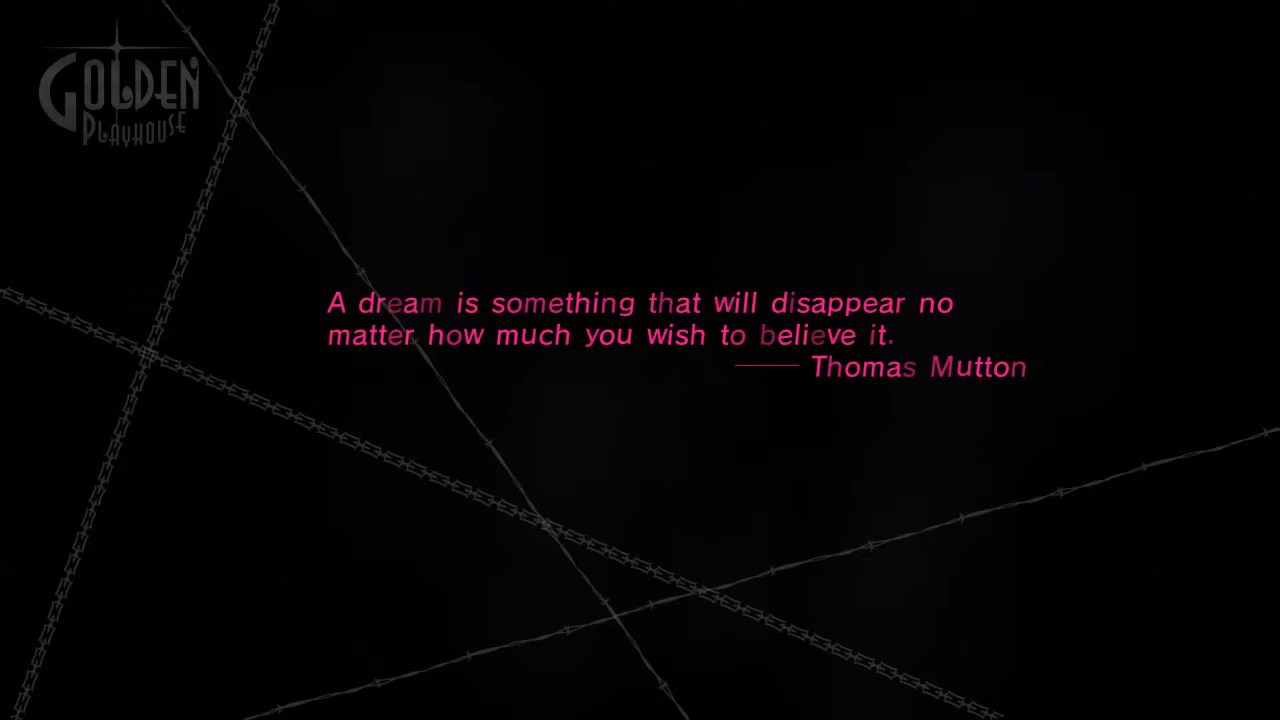 GOLDEN
PLAYHOUSE
A dream is something that will disappear no
matter how much you wish to believe it.
—— Thomas Mutton